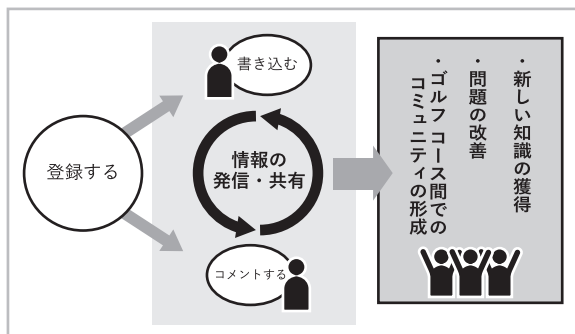 登録する
書き込む
情報の
発信・共有
コメントする
・新しい知識の獲得
・問題の改善
・ゴルフ コース間での
コミュニティの形成